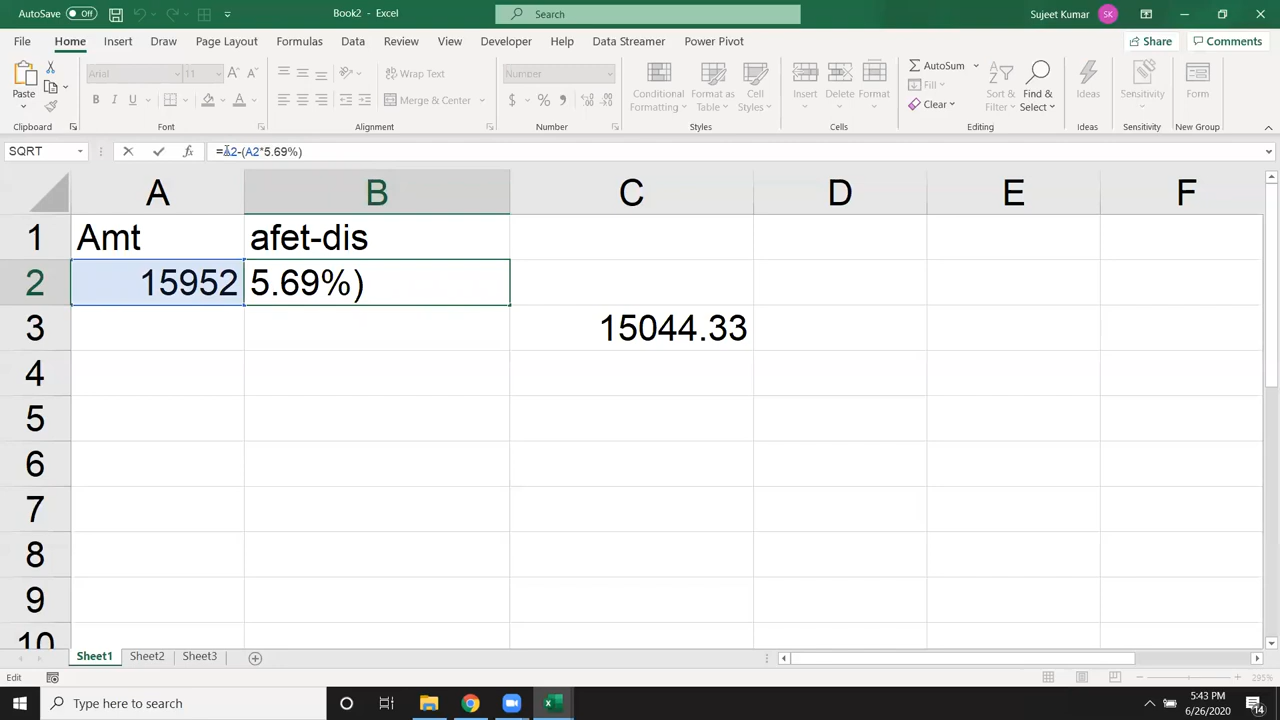 AutoSave Off Book2 - Excel Search Sujeet Kumar SK
File Home Insert Draw Page Layout Formulas Data Review View Developer Help Data Streamer Power Pivot Share Comments
Paste Arial 11 Wrap Text Number Conditional Formatting Format as Table Cell Styles Insert Delete Format AutoSum Sort & Filter Find & Select Ideas Sensitivity Form
B I U Merge & Center $ % Fill Clear
Clipboard Font Alignment Number Styles Cells Editing Ideas Sensitivity New Group
SQRT fx =A2-(A2*5.69%)
A B C D E F
1 Amt afet-dis
2 15952 5.69%)
3 15044.33
4
5
6
7
8
9
10
Sheet1 Sheet2 Sheet3
Edit 295%
Type here to search 5:43 PM
6/26/2020 14